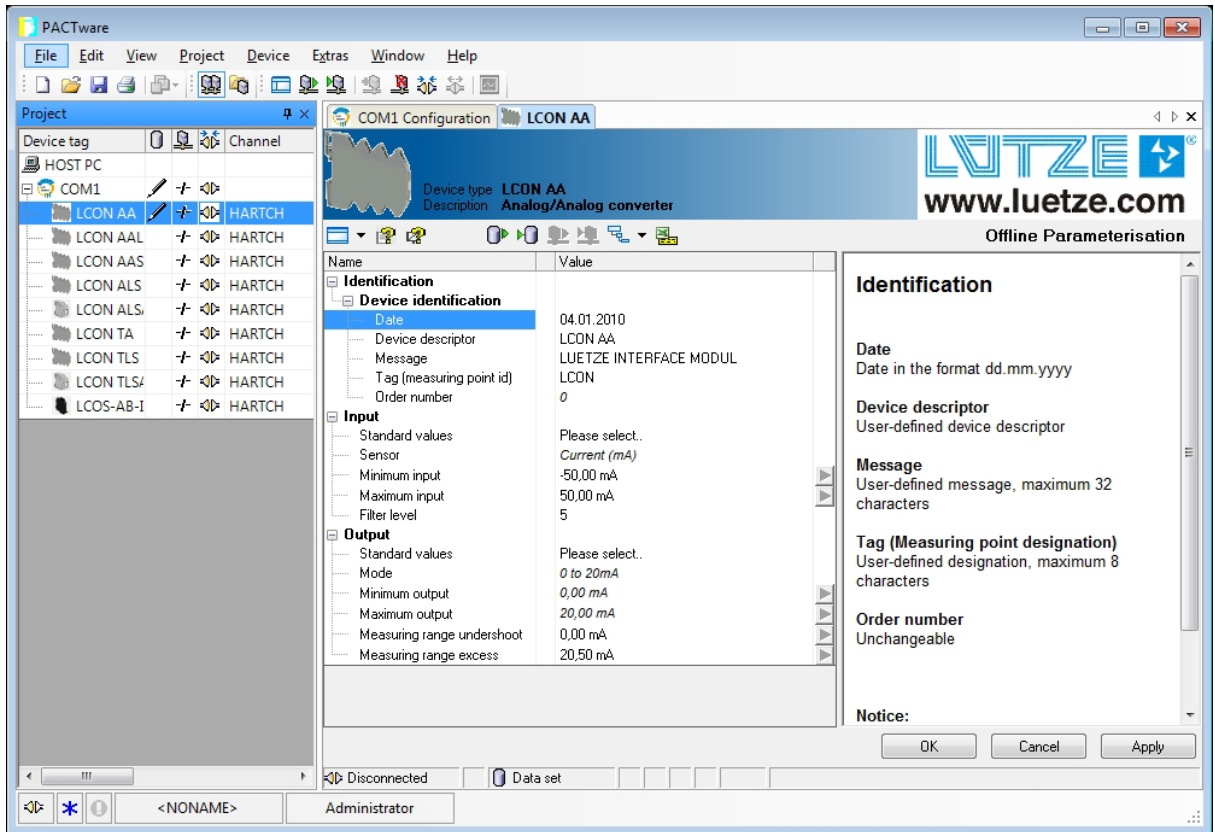 PACTware
File Edit View Project Device Extras Window Help
Project
Device tag Channel
HOST PC
COM1
LCON AA HARTCH
LCON AAL HARTCH
LCON AAS HARTCH
LCON ALS HARTCH
LCON ALS HARTCH
LCON TA HARTCH
LCON TLS HARTCH
LCON TLSA HARTCH
LCOS-AB-I HARTCH
COM1 Configuration LCON AA
Device type LCON AA
Description Analog/Analog converter
LUTZE ®
www.luetze.com
Offline Parameterisation
Name Value
Identification
Device identification
Date 04.01.2010
Device descriptor LCON AA
Message LUETZE INTERFACE MODUL
Tag (measuring point id) LCON
Order number 0
Input
Standard values Please select..
Sensor Current (mA)
Minimum input -50,00 mA
Maximum input 50,00 mA
Filter level 5
Output
Standard values Please select..
Mode 0 to 20mA
Minimum output 0,00 mA
Maximum output 20,00 mA
Measuring range undershoot 0,00 mA
Measuring range excess 20,50 mA
Identification
Date
Date in the format dd.mm.yyyy
Device descriptor
User-defined device descriptor
Message
User-defined message, maximum 32
characters
Tag (Measuring point designation)
User-defined designation, maximum 8
characters
Order number
Unchangeable
Notice:
OK Cancel Apply
Disconnected Data set
<NONAME> Administrator